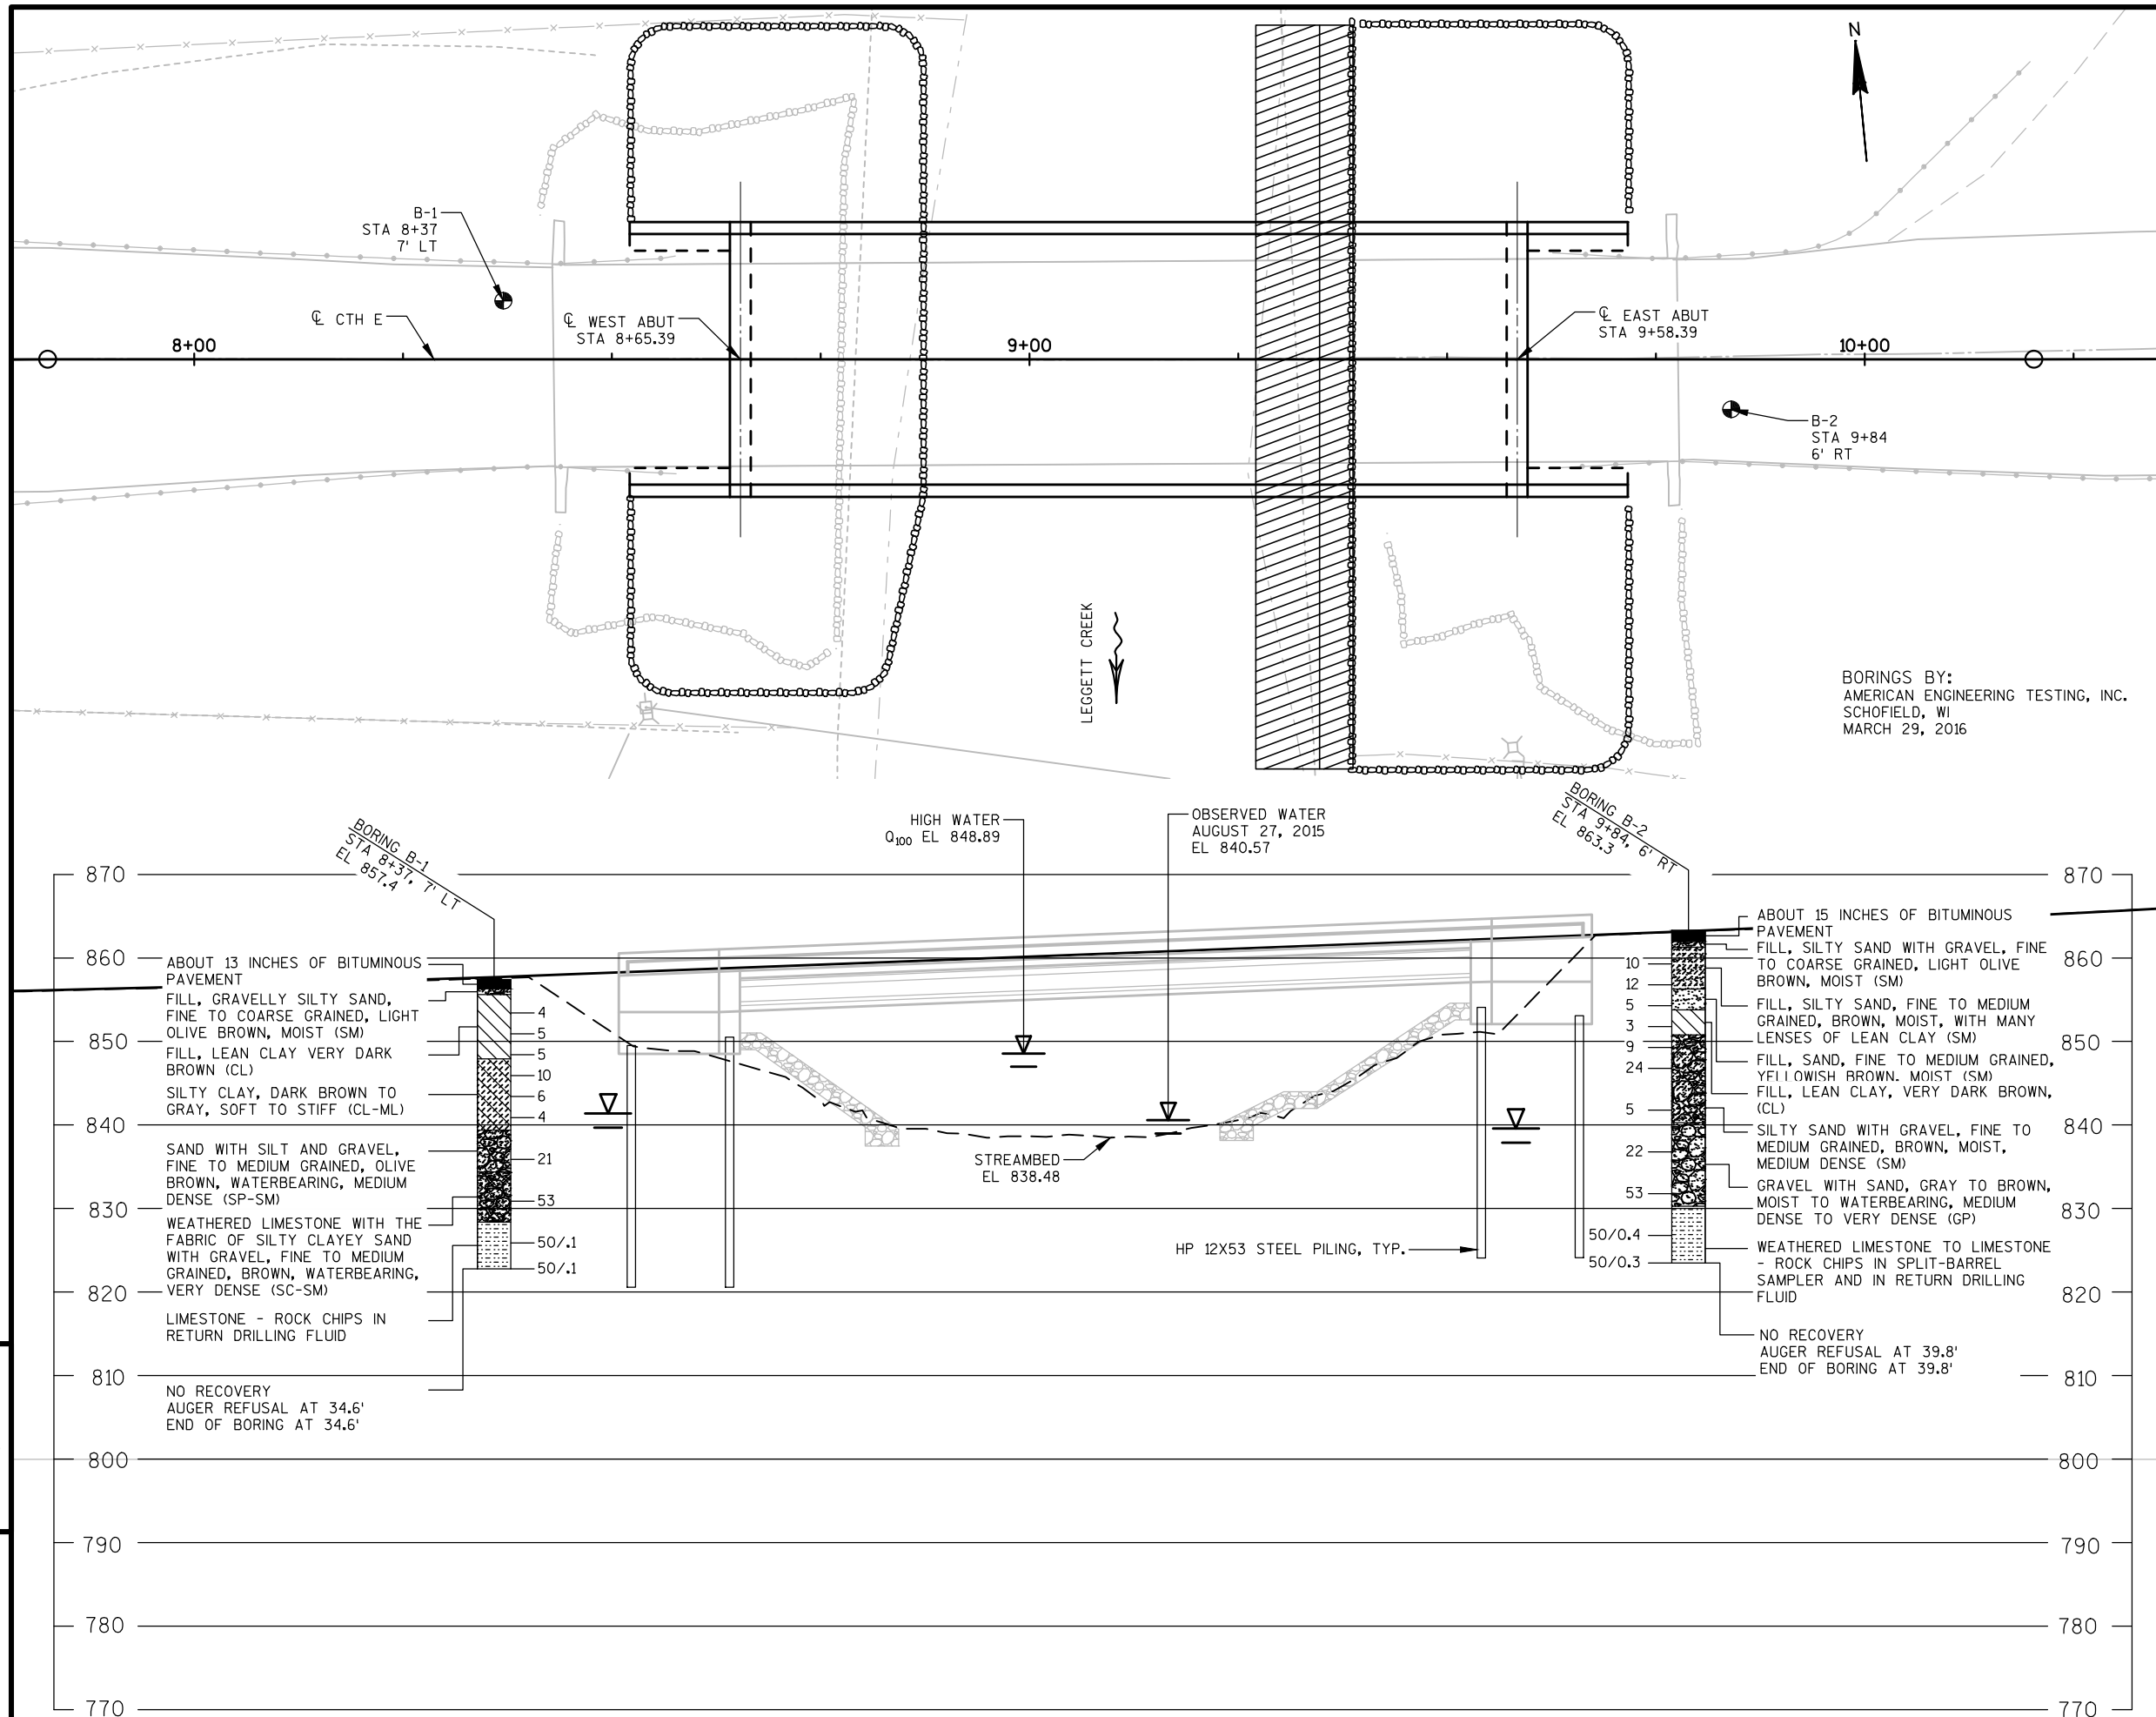 N
B-1
STA 8+37
7' LT
℄ CTH E
℄ WEST ABUT
STA 8+65.39
℄ EAST ABUT
STA 9+58.39
8+00
9+00
10+00
B-2
STA 9+84
6' RT
LEGGETT CREEK
BORINGS BY:
AMERICAN ENGINEERING TESTING, INC.
SCHOFIELD, WI
MARCH 29, 2016
BORING B-1
STA 8+37, 7' LT
EL 857.4
HIGH WATER
Q100 EL 848.89
OBSERVED WATER
AUGUST 27, 2015
EL 840.57
BORING B-2
STA 9+84, 6' RT
EL 863.3
870
860
850
840
830
820
810
800
790
780
770
ABOUT 13 INCHES OF BITUMINOUS
PAVEMENT
FILL, GRAVELLY SILTY SAND,
FINE TO COARSE GRAINED, LIGHT
OLIVE BROWN, MOIST (SM)
FILL, LEAN CLAY VERY DARK
BROWN (CL)
SILTY CLAY, DARK BROWN TO
GRAY, SOFT TO STIFF (CL-ML)
SAND WITH SILT AND GRAVEL,
FINE TO MEDIUM GRAINED, OLIVE
BROWN, WATERBEARING, MEDIUM
DENSE (SP-SM)
WEATHERED LIMESTONE WITH THE
FABRIC OF SILTY CLAYEY SAND
WITH GRAVEL, FINE TO MEDIUM
GRAINED, BROWN, WATERBEARING,
VERY DENSE (SC-SM)
LIMESTONE - ROCK CHIPS IN
RETURN DRILLING FLUID
NO RECOVERY
AUGER REFUSAL AT 34.6'
END OF BORING AT 34.6'
4
5
5
10
6
4
21
53
50/.1
50/.1
STREAMBED
EL 838.48
HP 12X53 STEEL PILING, TYP.
10
12
5
3
9
24
5
22
53
50/0.4
50/0.3
ABOUT 15 INCHES OF BITUMINOUS
PAVEMENT
FILL, SILTY SAND WITH GRAVEL, FINE
TO COARSE GRAINED, LIGHT OLIVE
BROWN, MOIST (SM)
FILL, SILTY SAND, FINE TO MEDIUM
GRAINED, BROWN, MOIST, WITH MANY
LENSES OF LEAN CLAY (SM)
FILL, SAND, FINE TO MEDIUM GRAINED,
YELLOWISH BROWN, MOIST (SM)
FILL, LEAN CLAY, VERY DARK BROWN,
(CL)
SILTY SAND WITH GRAVEL, FINE TO
MEDIUM GRAINED, BROWN, MOIST,
MEDIUM DENSE (SM)
GRAVEL WITH SAND, GRAY TO BROWN,
MOIST TO WATERBEARING, MEDIUM
DENSE TO VERY DENSE (GP)
WEATHERED LIMESTONE TO LIMESTONE
- ROCK CHIPS IN SPLIT-BARREL
SAMPLER AND IN RETURN DRILLING
FLUID
NO RECOVERY
AUGER REFUSAL AT 39.8'
END OF BORING AT 39.8'
870
860
850
840
830
820
810
800
790
780
770